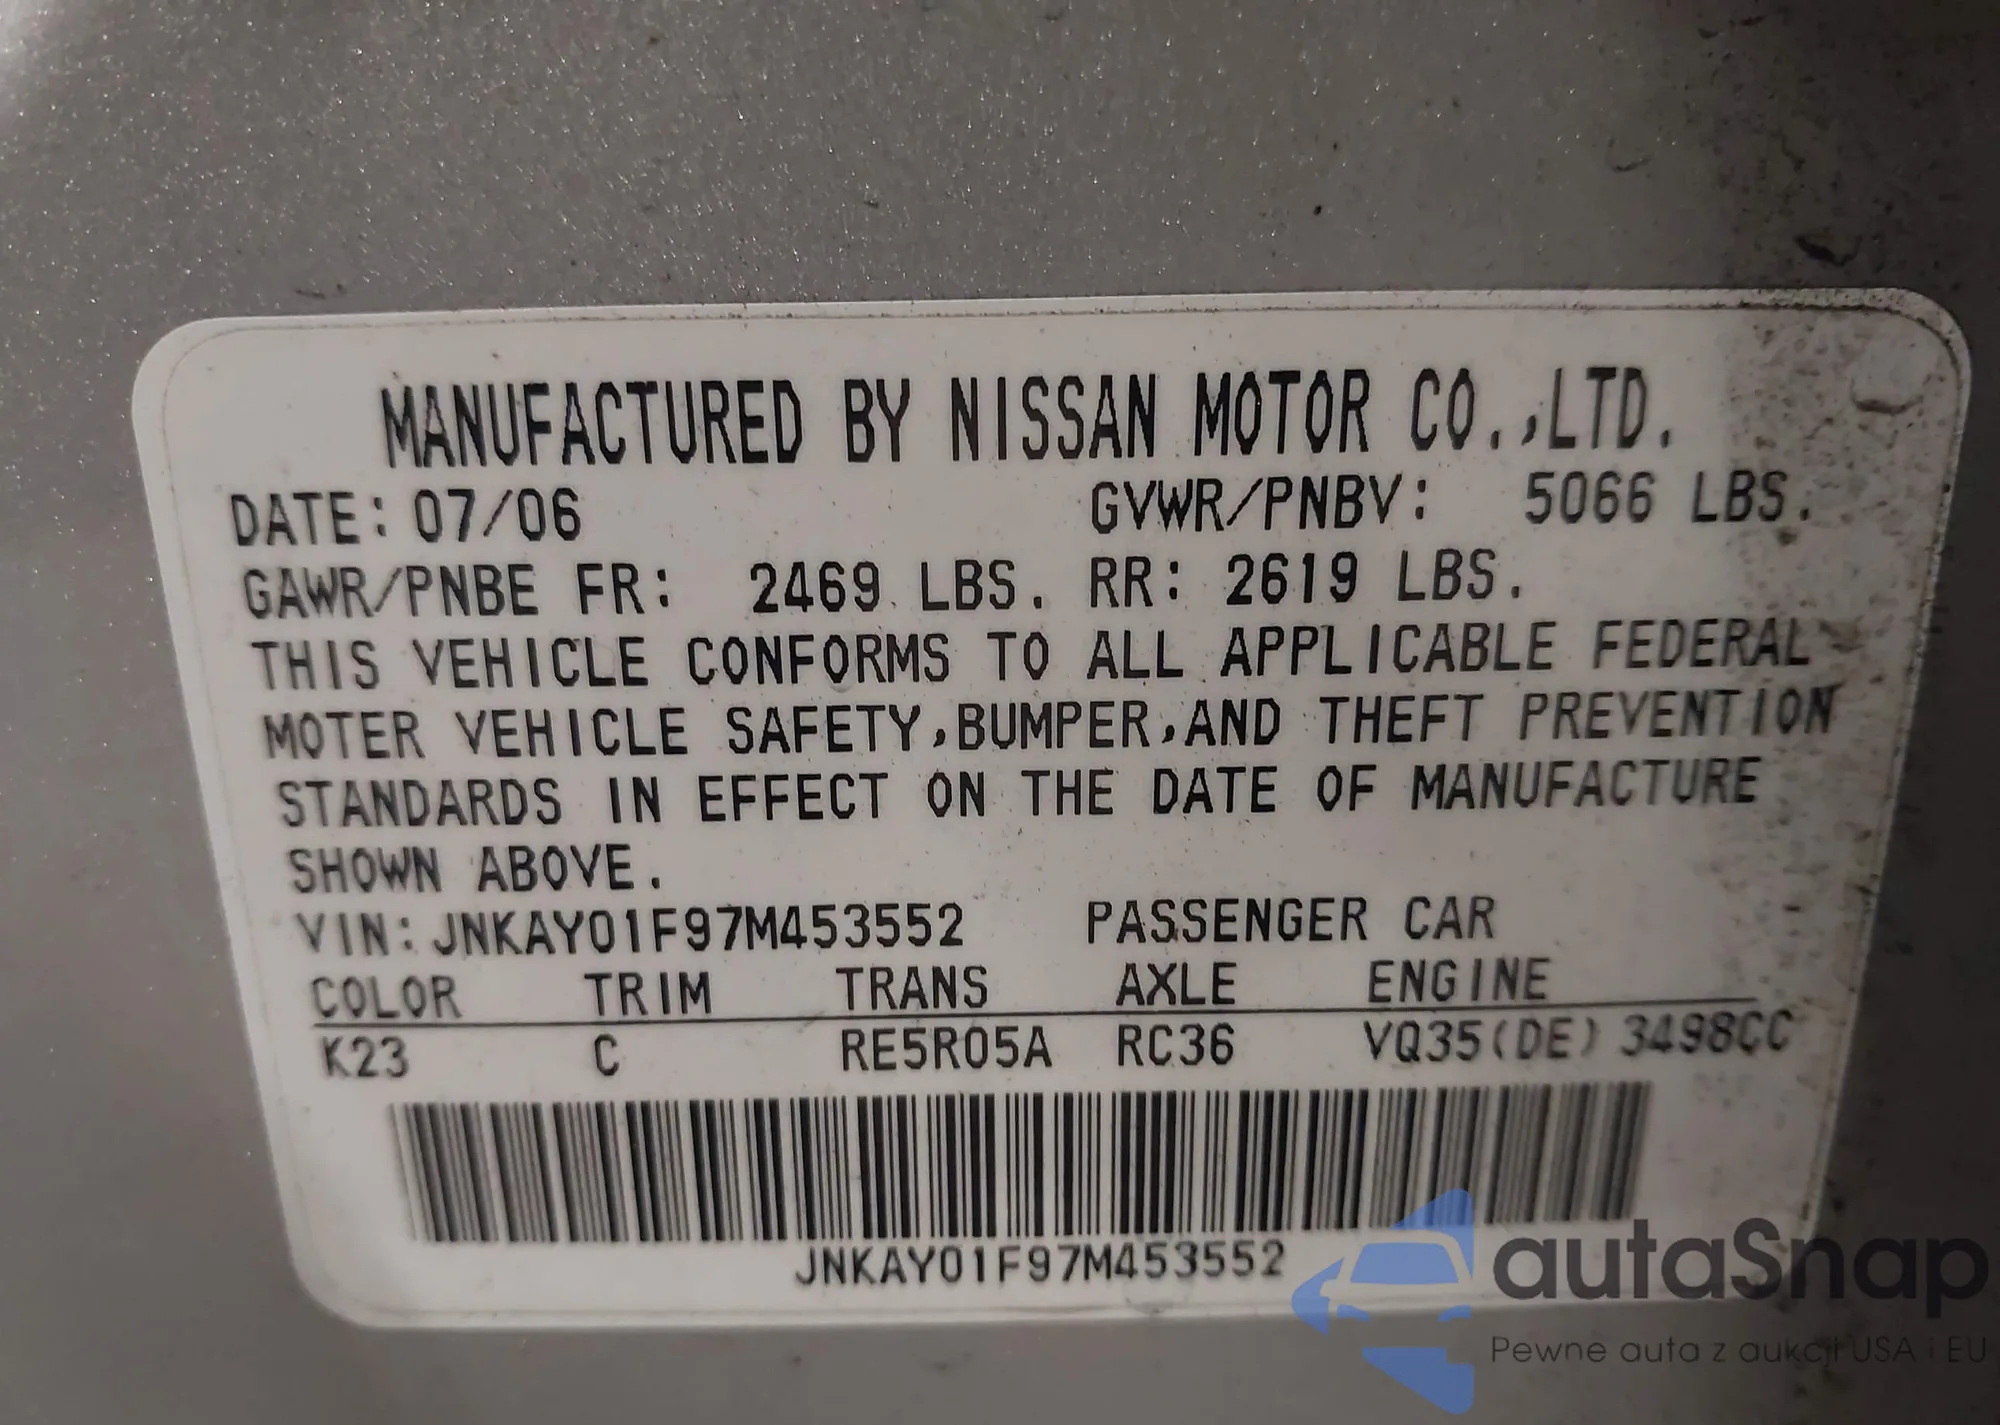 MANUFACTURED BY NISSAN MOTOR CO.,LTD.
DATE: 07/06 GVWR/PNBV: 5066 LBS.
GAWR/PNBE FR: 2469 LBS. RR: 2619 LBS.
THIS VEHICLE CONFORMS TO ALL APPLICABLE FEDERAL
MOTER VEHICLE SAFETY,BUMPER,AND THEFT PREVENTION
STANDARDS IN EFFECT ON THE DATE OF MANUFACTURE
SHOWN ABOVE.
VIN: JNKAY01F97M453552 PASSENGER CAR
COLOR TRIM TRANS AXLE ENGINE
K23 C RE5R05A RC36 VQ35(DE) 3498CC
JNKAY01F97M453552
autaSnap
Pewne auta z aukcji USA i EU